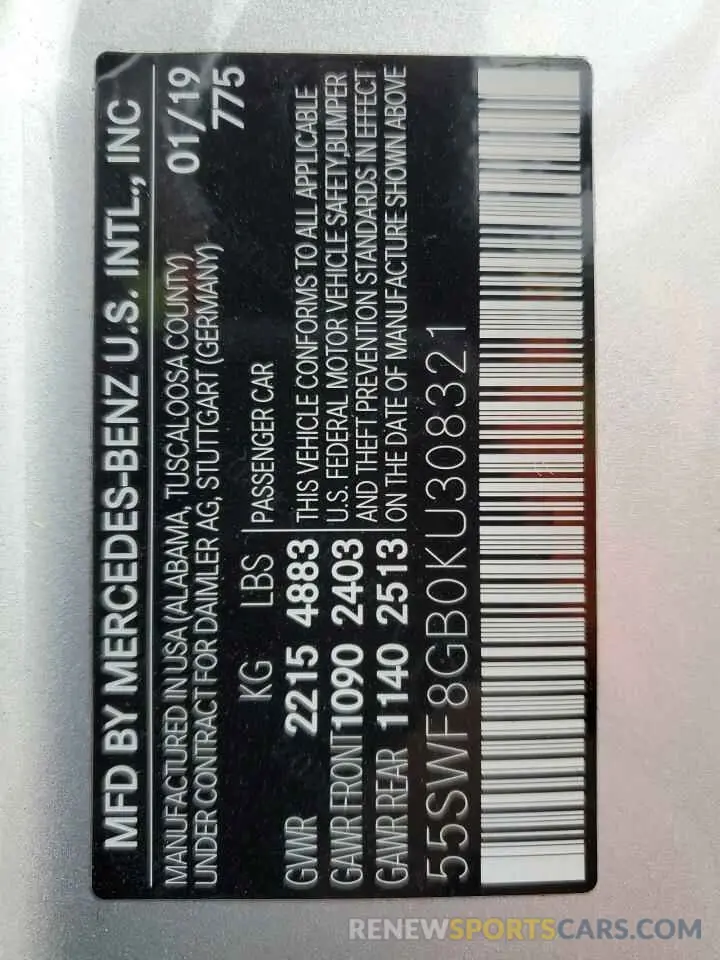 MFD BY MERCEDES-BENZ U.S. INTL., INC
MANUFACTURED IN USA (ALABAMA, TUSCALOOSA COUNTY) 01/19
UNDER CONTRACT FOR DAIMLER AG, STUTTGART (GERMANY) 775
KG LBS PASSENGER CAR
GVWR 2215 4883 THIS VEHICLE CONFORMS TO ALL APPLICABLE
U.S. FEDERAL MOTOR VEHICLE SAFETY,BUMPER
GAWR FRONT 1090 2403 AND THEFT PREVENTION STANDARDS IN EFFECT
GAWR REAR 1140 2513 ON THE DATE OF MANUFACTURE SHOWN ABOVE
55SWF8GB0KU308321
RENEWSPORTSCARS.COM